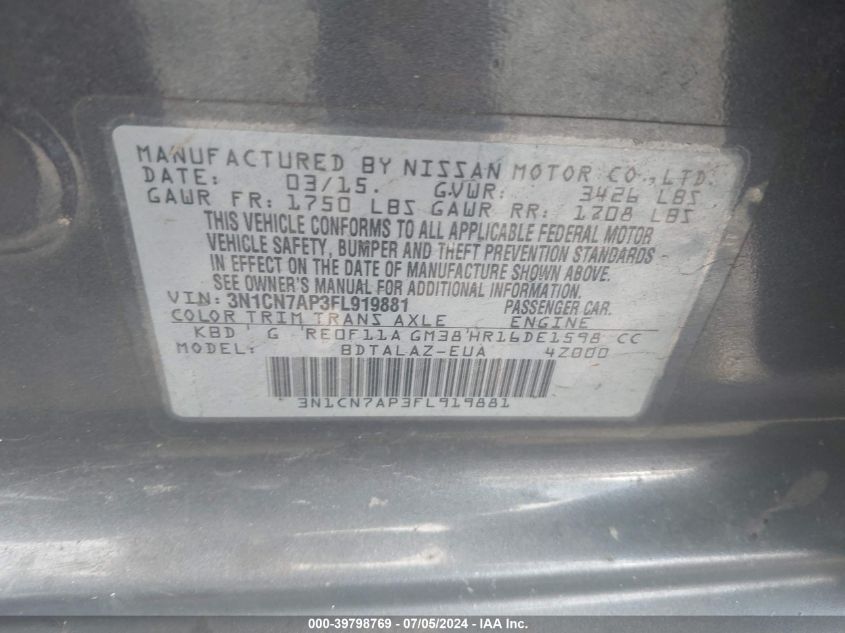 MANUFACTURED BY NISSAN MOTOR CO., LTD.
DATE: 03/15. GVWR: 3426 LBS
GAWR FR: 1750 LBS GAWR RR: 1708 LBS
THIS VEHICLE CONFORMS TO ALL APPLICABLE FEDERAL MOTOR
VEHICLE SAFETY, BUMPER AND THEFT PREVENTION STANDARDS
IN EFFECT ON THE DATE OF MANUFACTURE SHOWN ABOVE.
SEE OWNER'S MANUAL FOR ADDITIONAL INFORMATION
VIN: 3N1CN7AP3FL919881 PASSENGER CAR.
COLOR TRIM TRANS AXLE ENGINE
KBD G RE0F11A GM38 HR16DE1598 CC
MODEL: BDTALAZ-EUA 4Z000
3N1CN7AP3FL919881
000-39798769 - 07/05/2024 - IAA Inc.